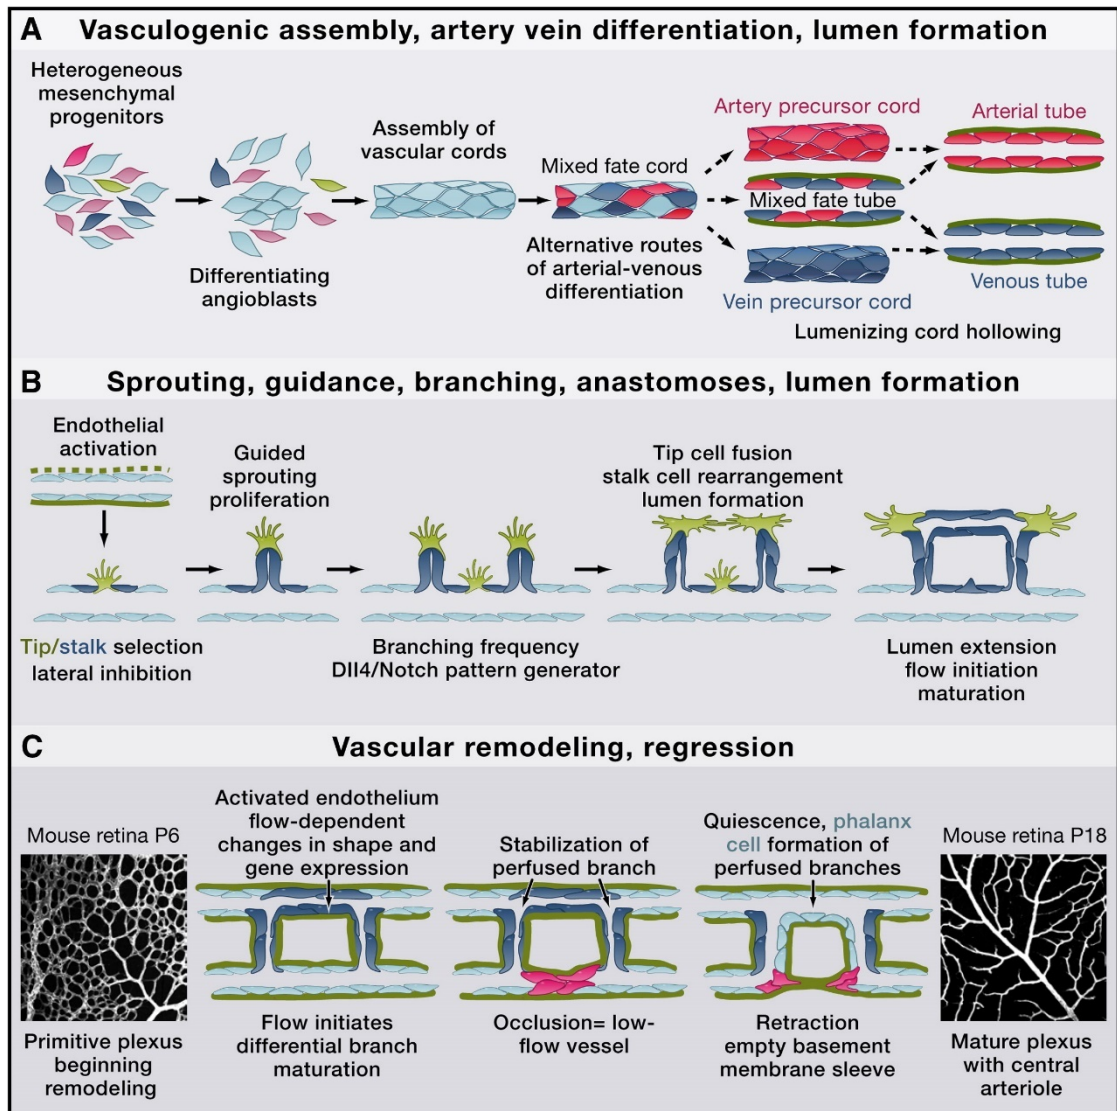 A Vasculogenic assembly, artery vein differentiation, lumen formation
Heterogeneous
mesenchymal
progenitors
Differentiating
angioblasts
Assembly of
vascular cords
Mixed fate cord
Alternative routes
of arterial-venous
differentiation
Artery precursor cord
Mixed fate tube
Vein precursor cord
Arterial tube
Venous tube
Lumenizing cord hollowing
B Sprouting, guidance, branching, anastomoses, lumen formation
Endothelial
activation
Tip/stalk selection
lateral inhibition
Guided
sprouting
proliferation
Branching frequency
Dll4/Notch pattern generator
Tip cell fusion
stalk cell rearrangement
lumen formation
Lumen extension
flow initiation
maturation
C Vascular remodeling, regression
Mouse retina P6
Primitive plexus
beginning
remodeling
Activated endothelium
flow-dependent
changes in shape and
gene expression
Flow initiates
differential branch
maturation
Stabilization of
perfused branch
Occlusion= low-
flow vessel
Quiescence, phalanx
cell formation of
perfused branches
Retraction
empty basement
membrane sleeve
Mouse retina P18
Mature plexus
with central
arteriole